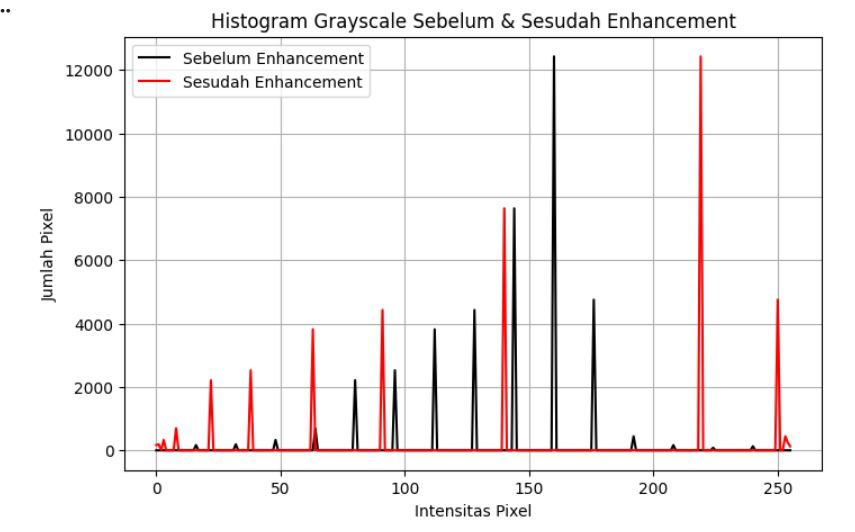 Histogram Grayscale Sebelum & Sesudah Enhancement
Sebelum Enhancement
Sesudah Enhancement
12000
10000
8000
6000
4000
2000
0
Jumlah Pixel
0 50 100 150 200 250
Intensitas Pixel